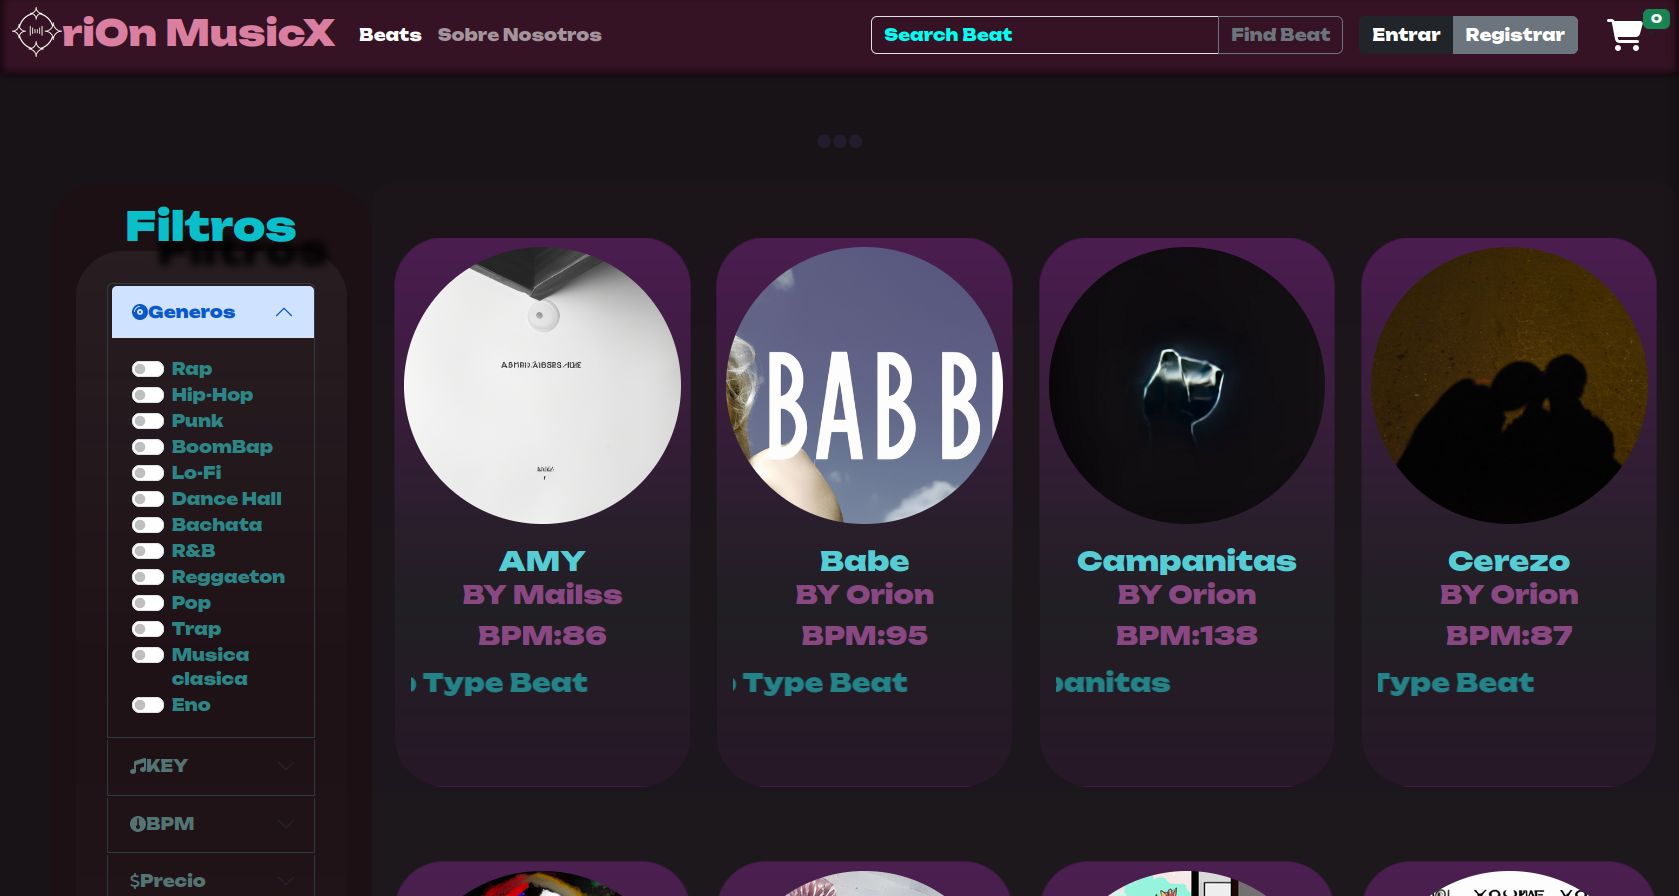 riOn MusicX
Beats
Sobre Nosotros
Search Beat
Find Beat
Entrar
Registrar
0
Filtros
Generos
Rap
Hip-Hop
Punk
BoomBap
Lo-Fi
Dance Hall
Bachata
R&B
Reggaeton
Pop
Trap
Musica
clasica
Eno
KEY
BPM
$Precio
AMY
BY Mailss
BPM:86
Type Beat
BAB B
Babe
BY Orion
BPM:95
Type Beat
Campanitas
BY Orion
BPM:138
panitas
Cerezo
BY Orion
BPM:87
Type Beat